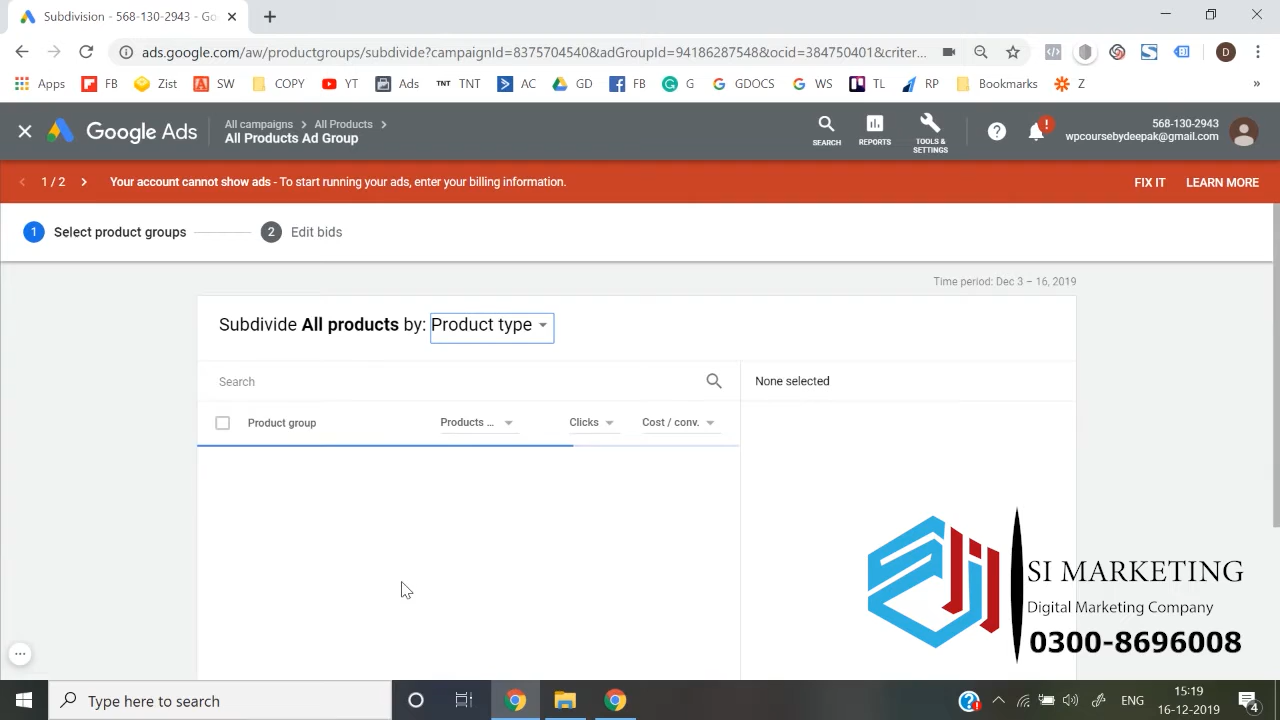 Subdivision - 568-130-2943 - Go
ads.google.com/aw/productgroups/subdivide?campaignId=8375704540&adGroupId=94186287548&ocid=384750401&criter...
D
Apps FB Zist SW COPY YT Ads TNT TNT AC GD FB G GDOCS WS TL RP Bookmarks Z »
Google Ads
All campaigns > All Products >
All Products Ad Group
SEARCH
REPORTS
TOOLS &
SETTINGS
568-130-2943
wpcoursebydeepak@gmail.com
1 / 2
Your account cannot show ads - To start running your ads, enter your billing information.
FIX IT
LEARN MORE
1 Select product groups
2 Edit bids
Time period: Dec 3 – 16, 2019
Subdivide All products by: Product type
Search
None selected
Product group
Products ...
Clicks
Cost / conv.
SI MARKETING
Digital Marketing Company
0300-8696008
Type here to search
ENG
15:19
16-12-2019
4